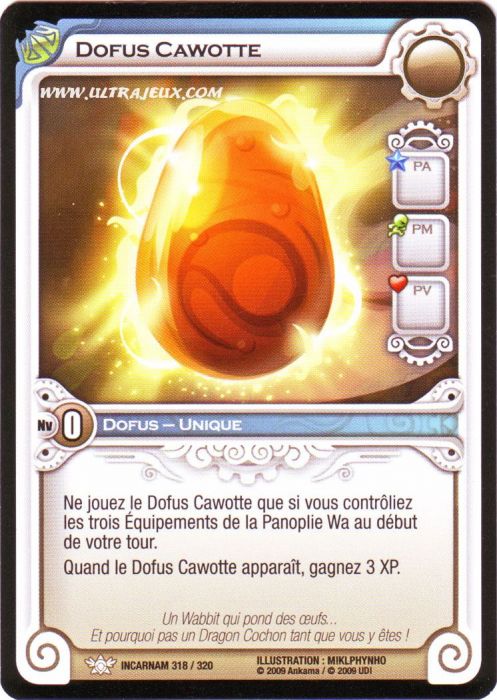 Dofus Cawotte
www.ultrajeux.com
PA
PM
PV
Nv 0
Dofus – Unique
Ne jouez le Dofus Cawotte que si vous contrôliez
les trois Équipements de la Panoplie Wa au début
de votre tour.
Quand le Dofus Cawotte apparaît, gagnez 3 XP.
Un Wabbit qui pond des œufs...
Et pourquoi pas un Dragon Cochon tant que vous y êtes !
INCARNAM 318 / 320
ILLUSTRATION : MIKLPHYNHO
© 2009 Ankama / © 2009 UDI